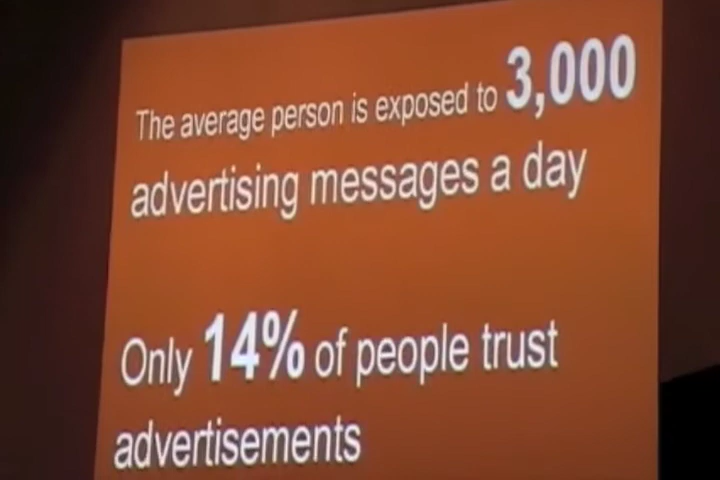 The average person is exposed to 3,000
advertising messages a day
Only 14% of people trust
advertisements